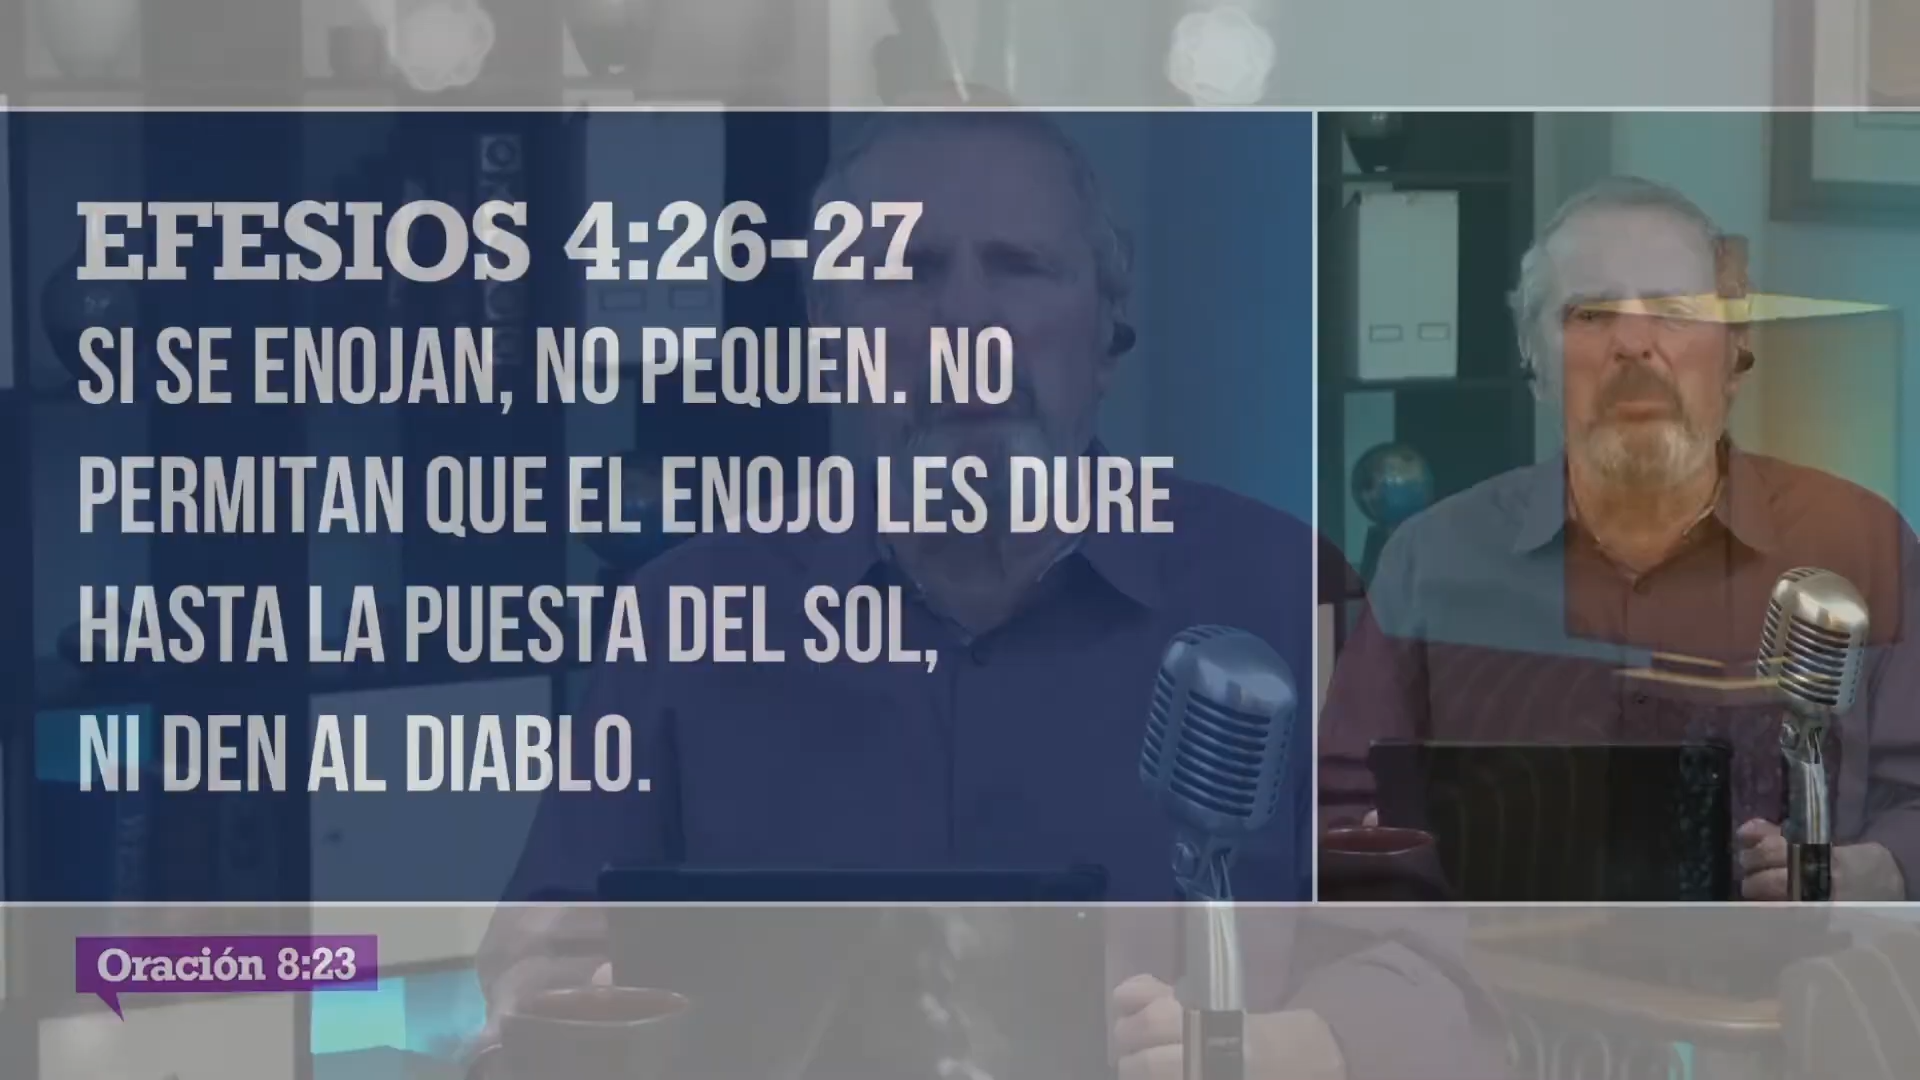 EFESIOS 4:26-27
SI SE ENOJAN, NO PEQUEN. NO
PERMITAN QUE EL ENOJO LES DURE
HASTA LA PUESTA DEL SOL,
NI DEN AL DIABLO.
Oración 8:23